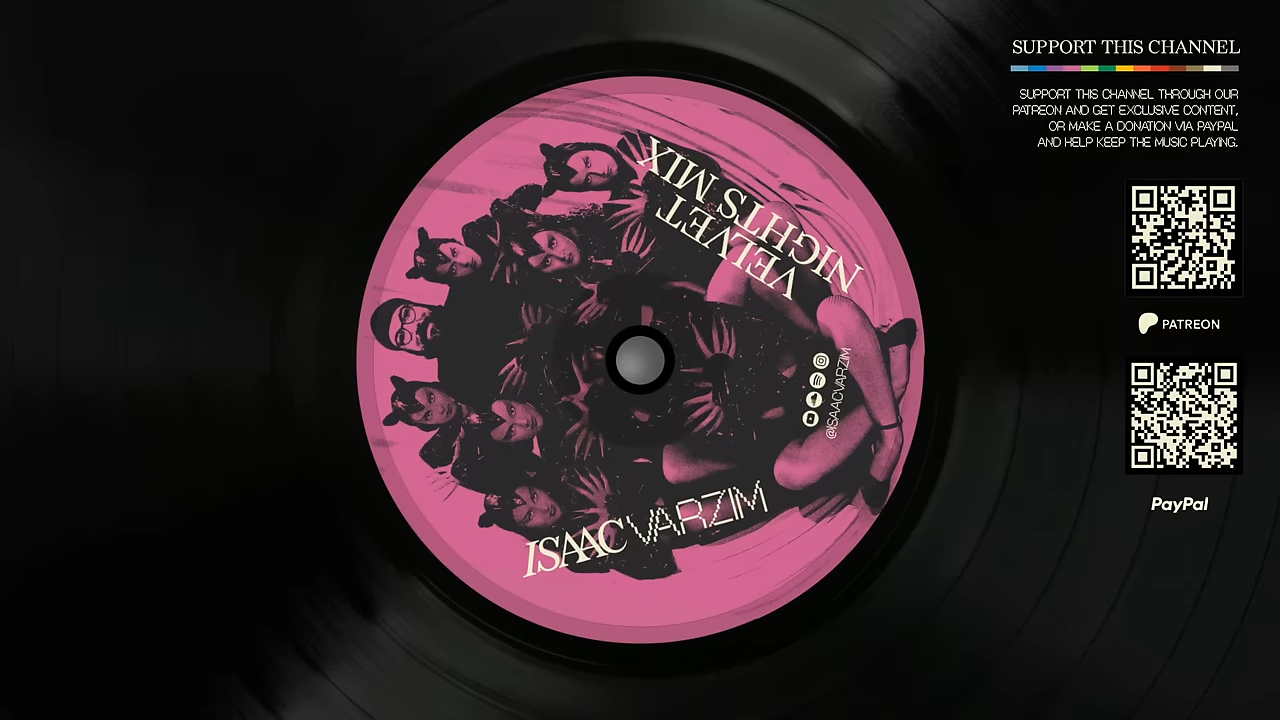 SUPPORT THIS CHANNEL
SUPPORT THIS CHANNEL THROUGH OUR
PATREON AND GET EXCLUSIVE CONTENT,
OR MAKE A DONATION VIA PAYPAL
AND HELP KEEP THE MUSIC PLAYING.
PATREON
PayPal
VELVET
NIGHTS MIX
@ISAACVARZIM
ISAAC VARZIM